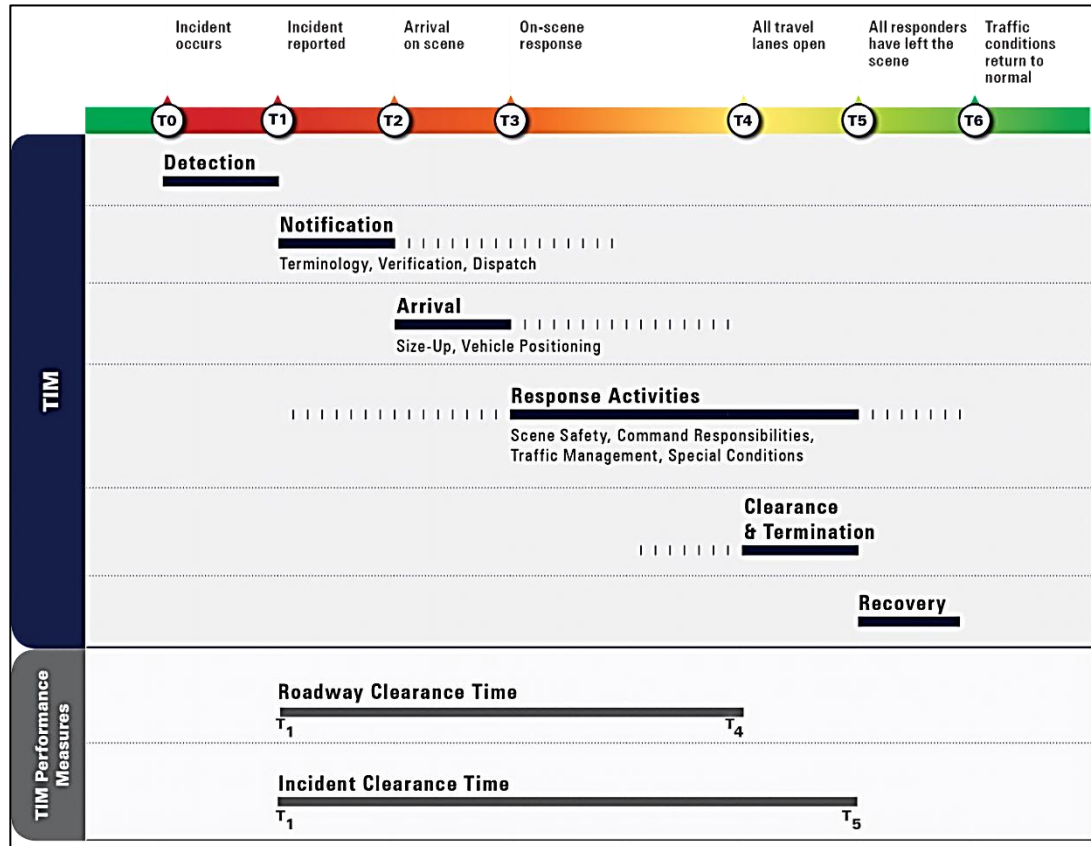 Incident
occurs
Incident
reported
Arrival
on scene
On-scene
response
All travel
lanes open
All responders
have left the
scene
Traffic
conditions
return to
normal
T0
T1
T2
T3
T4
T5
T6
TIM
Detection
Notification
Terminology, Verification, Dispatch
Arrival
Size-Up, Vehicle Positioning
Response Activities
Scene Safety, Command Responsibilities,
Traffic Management, Special Conditions
Clearance
& Termination
Recovery
TIM Performance
Measures
Roadway Clearance Time
T1
T4
Incident Clearance Time
T1
T5